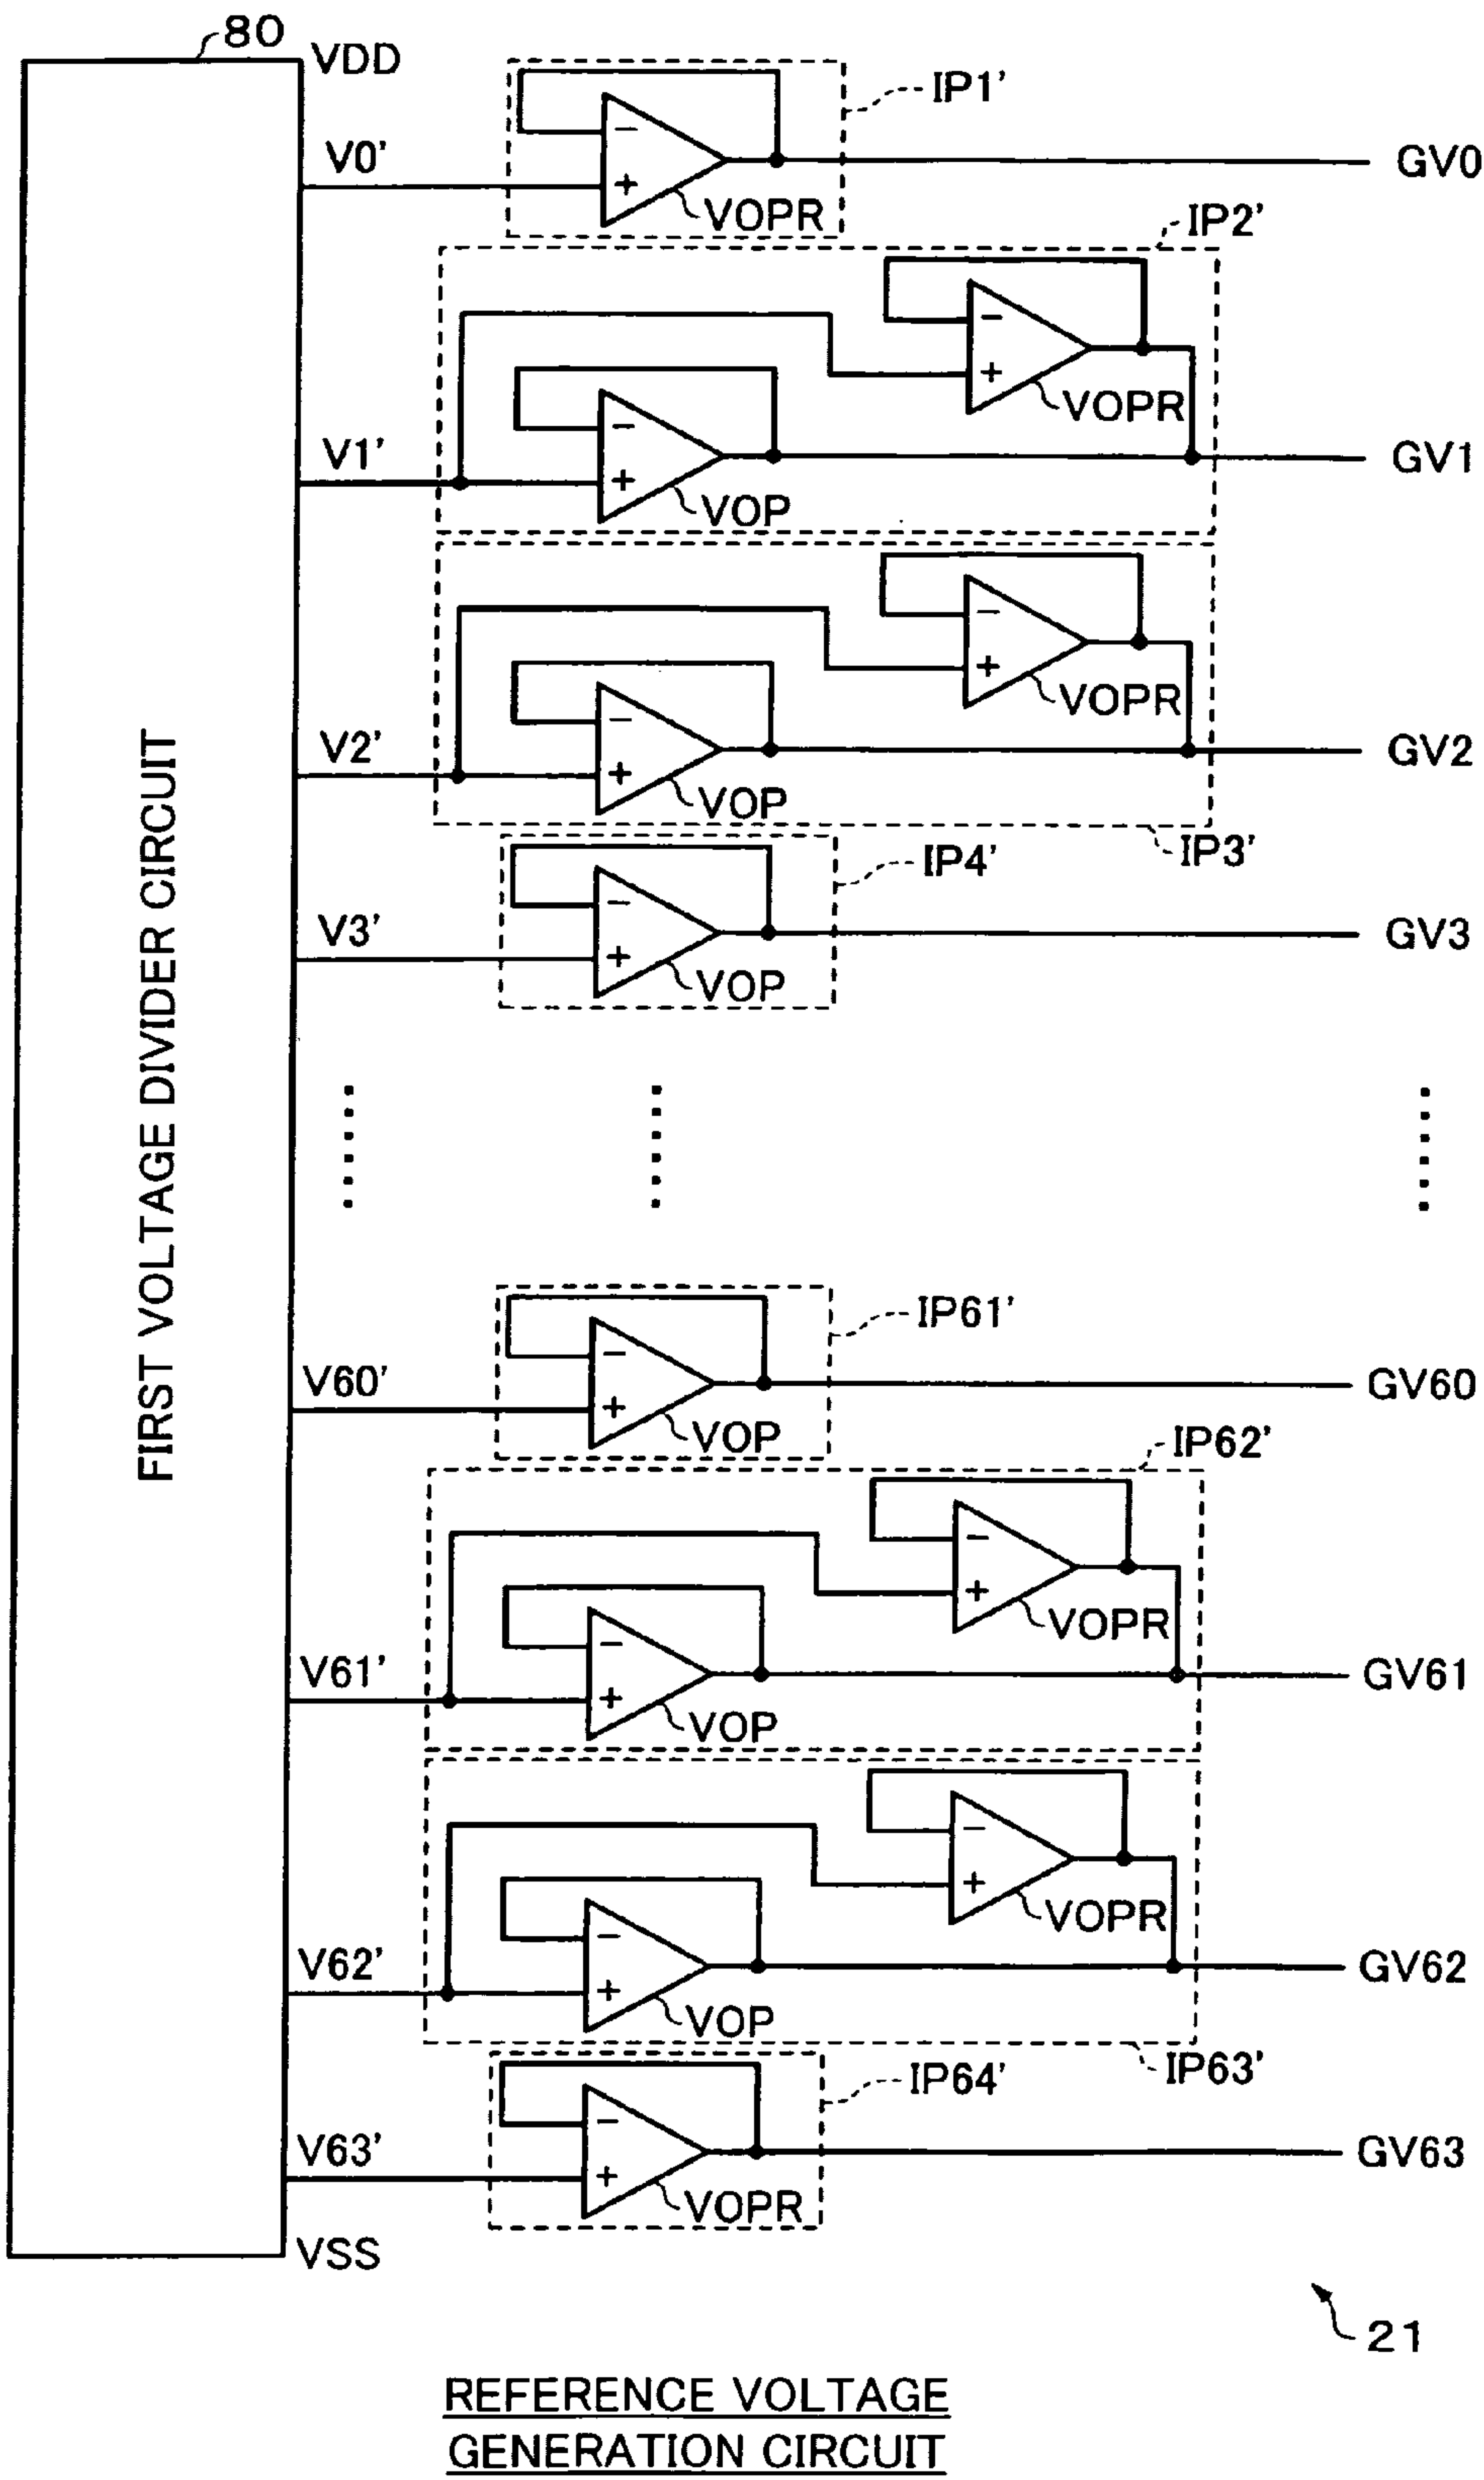 80
VDD
IP1'
V0'
−
+
VOPR
GV0
IP2'
−
+
VOPR
V1'
−
+
VOP
GV1
−
+
VOPR
V2'
−
+
VOP
GV2
IP3'
IP4'
V3'
−
+
VOP
GV3
FIRST VOLTAGE DIVIDER CIRCUIT
IP61'
V60'
−
+
VOP
GV60
IP62'
−
+
VOPR
V61'
−
+
VOP
GV61
−
+
VOPR
V62'
−
+
VOP
GV62
IP63'
IP64'
V63'
−
+
VOPR
GV63
VSS
21
REFERENCE VOLTAGE
GENERATION CIRCUIT